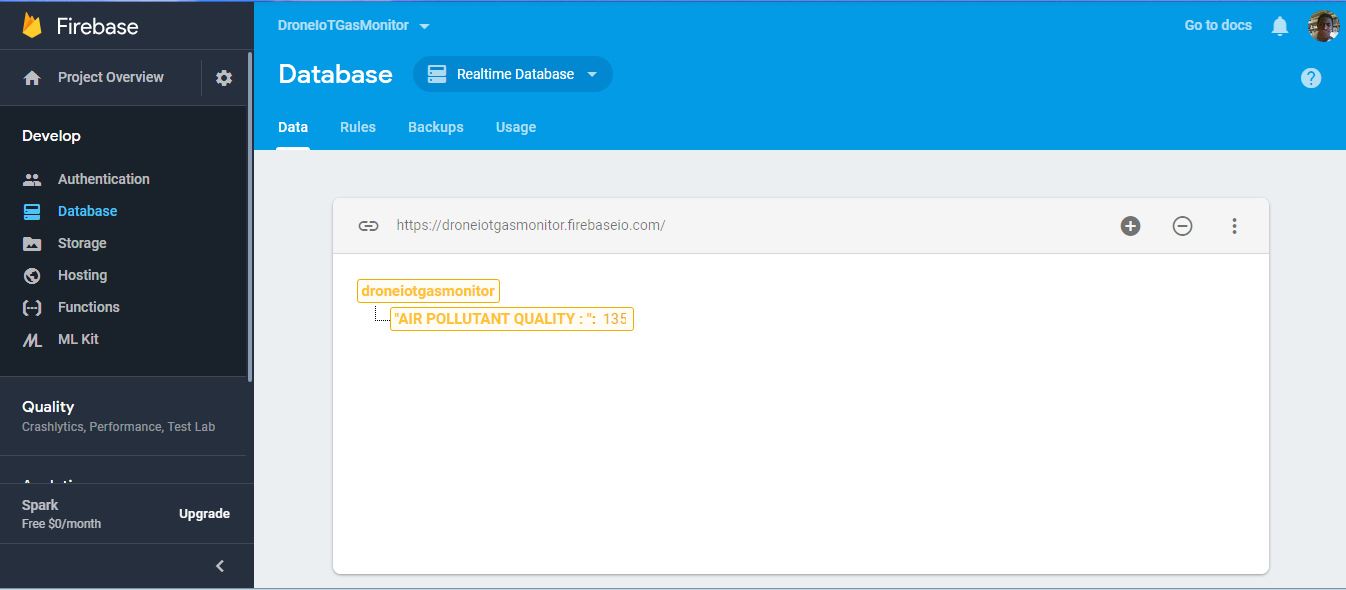 Firebase
Project Overview
Develop
Authentication
Database
Storage
Hosting
Functions
ML Kit
Quality
Crashlytics, Performance, Test Lab
Spark
Free $0/month
Upgrade
DroneIoTGasMonitor
Go to docs
Database
Realtime Database
?
Data Rules Backups Usage
https://droneiotgasmonitor.firebaseio.com/
droneiotgasmonitor
"AIR POLLUTANT QUALITY : ": 135